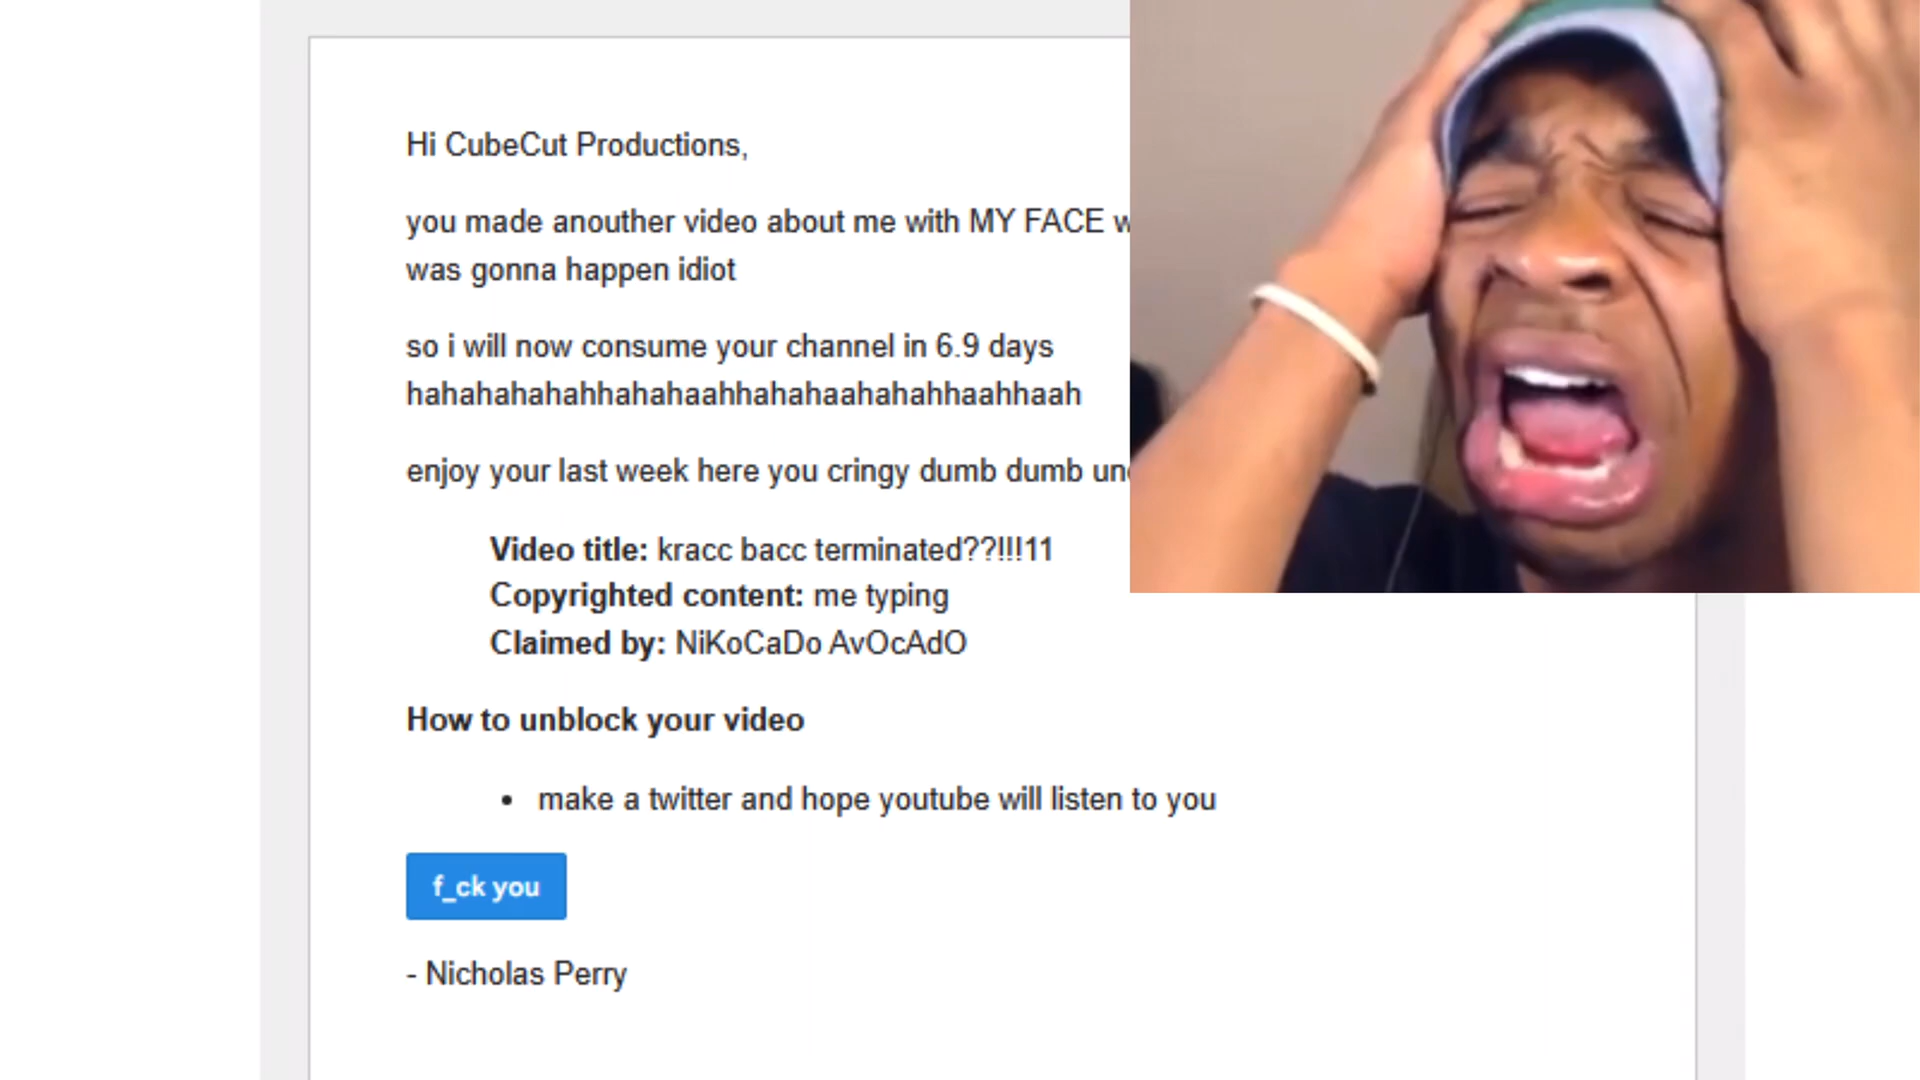 Hi CubeCut Productions,
you made anouther video about me with MY FACE
was gonna happen idiot
so i will now consume your channel in 6.9 days
hahahahahahhahahaahhahahaahahahhaahhaah
enjoy your last week here you cringy dumb dumb
Video title: kracc bacc terminated??!!!11
Copyrighted content: me typing
Claimed by: NiKoCaDo AvOcAdO
How to unblock your video
• make a twitter and hope youtube will listen to you
f_ck you
- Nicholas Perry